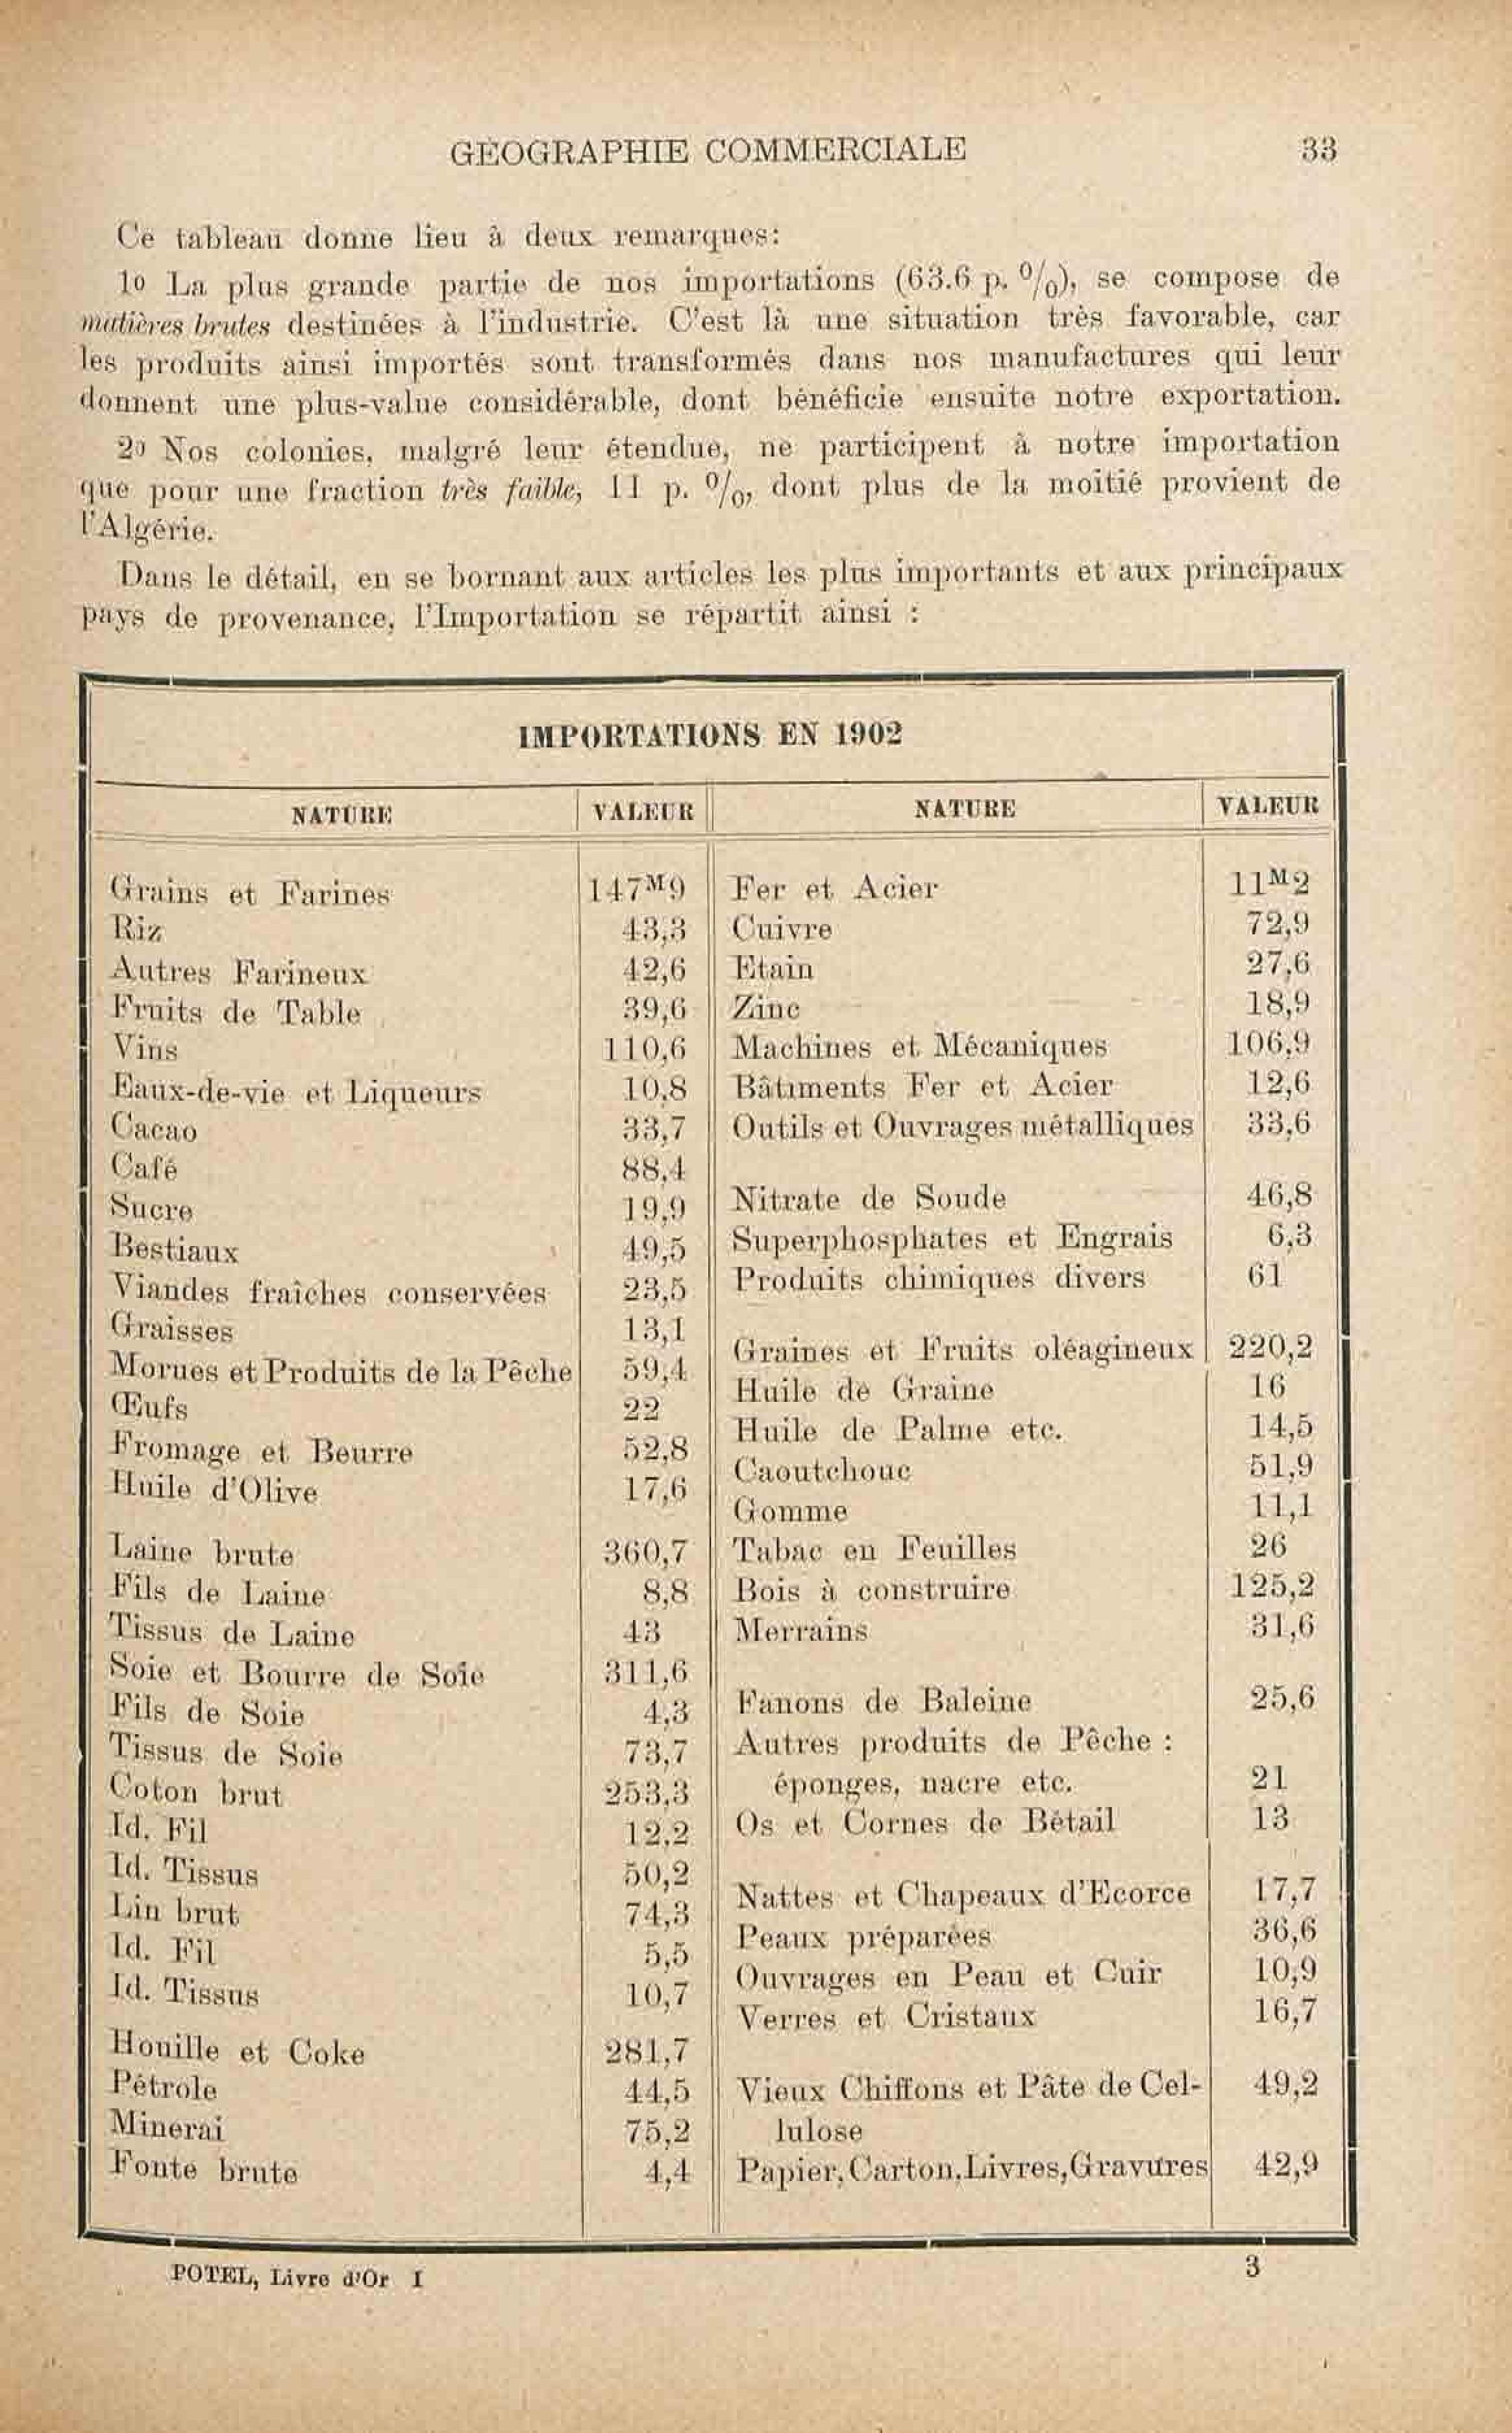 GÉOGRAPHIE COMMERCIALE 33
Ce tableau donne lieu à deux remarques:
1o La plus grande partie de nos importations (63.6 p. 0/0), se compose de
matières brutes destinées à l'industrie. C'est là une situation très favorable, car
les produits ainsi importés sont transformés dans nos manufactures qui leur
donnent une plus-value considérable, dont bénéficie ensuite notre exportation.
2o Nos colonies, malgré leur étendue, ne participent à notre importation
que pour une fraction très faible, 11 p. 0/0, dont plus de la moitié provient de
l'Algérie.
Dans le détail, en se bornant aux articles les plus importants et aux principaux
pays de provenance, l'Importation se répartit ainsi :
IMPORTATIONS EN 1902
NATURE VALEUR
Grains et Farines 147M9
Riz 43,3
Autres Farineux 42,6
Fruits de Table 39,6
Vins 110,6
Eaux-de-vie et Liqueurs 10,8
Cacao 33,7
Café 88,4
Sucre 19,9
Bestiaux 49,5
Viandes fraîches conservées 23,5
Graisses 13,1
Morues et Produits de la Pêche 59,4
Œufs 22
Fromage et Beurre 52,8
Huile d'Olive 17,6
Laine brute 360,7
Fils de Laine 8,8
Tissus de Laine 43
Soie et Bourre de Soie 311,6
Fils de Soie 4,3
Tissus de Soie 73,7
Coton brut 253,3
Id. Fil 12,2
Id. Tissus 50,2
Lin brut 74,3
Id. Fil 5,5
Id. Tissus 10,7
Houille et Coke 281,7
Pétrole 44,5
Minerai 75,2
Fonte brute 4,4
NATURE VALEUR
Fer et Acier 11M2
Cuivre 72,9
Etain 27,6
Zinc 18,9
Machines et Mécaniques 106,9
Bâtiments Fer et Acier 12,6
Outils et Ouvrages métalliques 33,6
Nitrate de Soude 46,8
Superphosphates et Engrais 6,3
Produits chimiques divers 61
Graines et Fruits oléagineux 220,2
Huile de Graine 16
Huile de Palme etc. 14,5
Caoutchouc 51,9
Gomme 11,1
Tabac en Feuilles 26
Bois à construire 125,2
Merrains 31,6
Fanons de Baleine 25,6
Autres produits de Pêche :
éponges, nacre etc. 21
Os et Cornes de Bétail 13
Nattes et Chapeaux d'Ecorce 17,7
Peaux préparées 36,6
Ouvrages en Peau et Cuir 10,9
Verres et Cristaux 16,7
Vieux Chiffons et Pâte de Cel- 49,2
lulose
Papier, Carton, Livres, Gravures 42,9
POTEL, Livre d'Or I 3